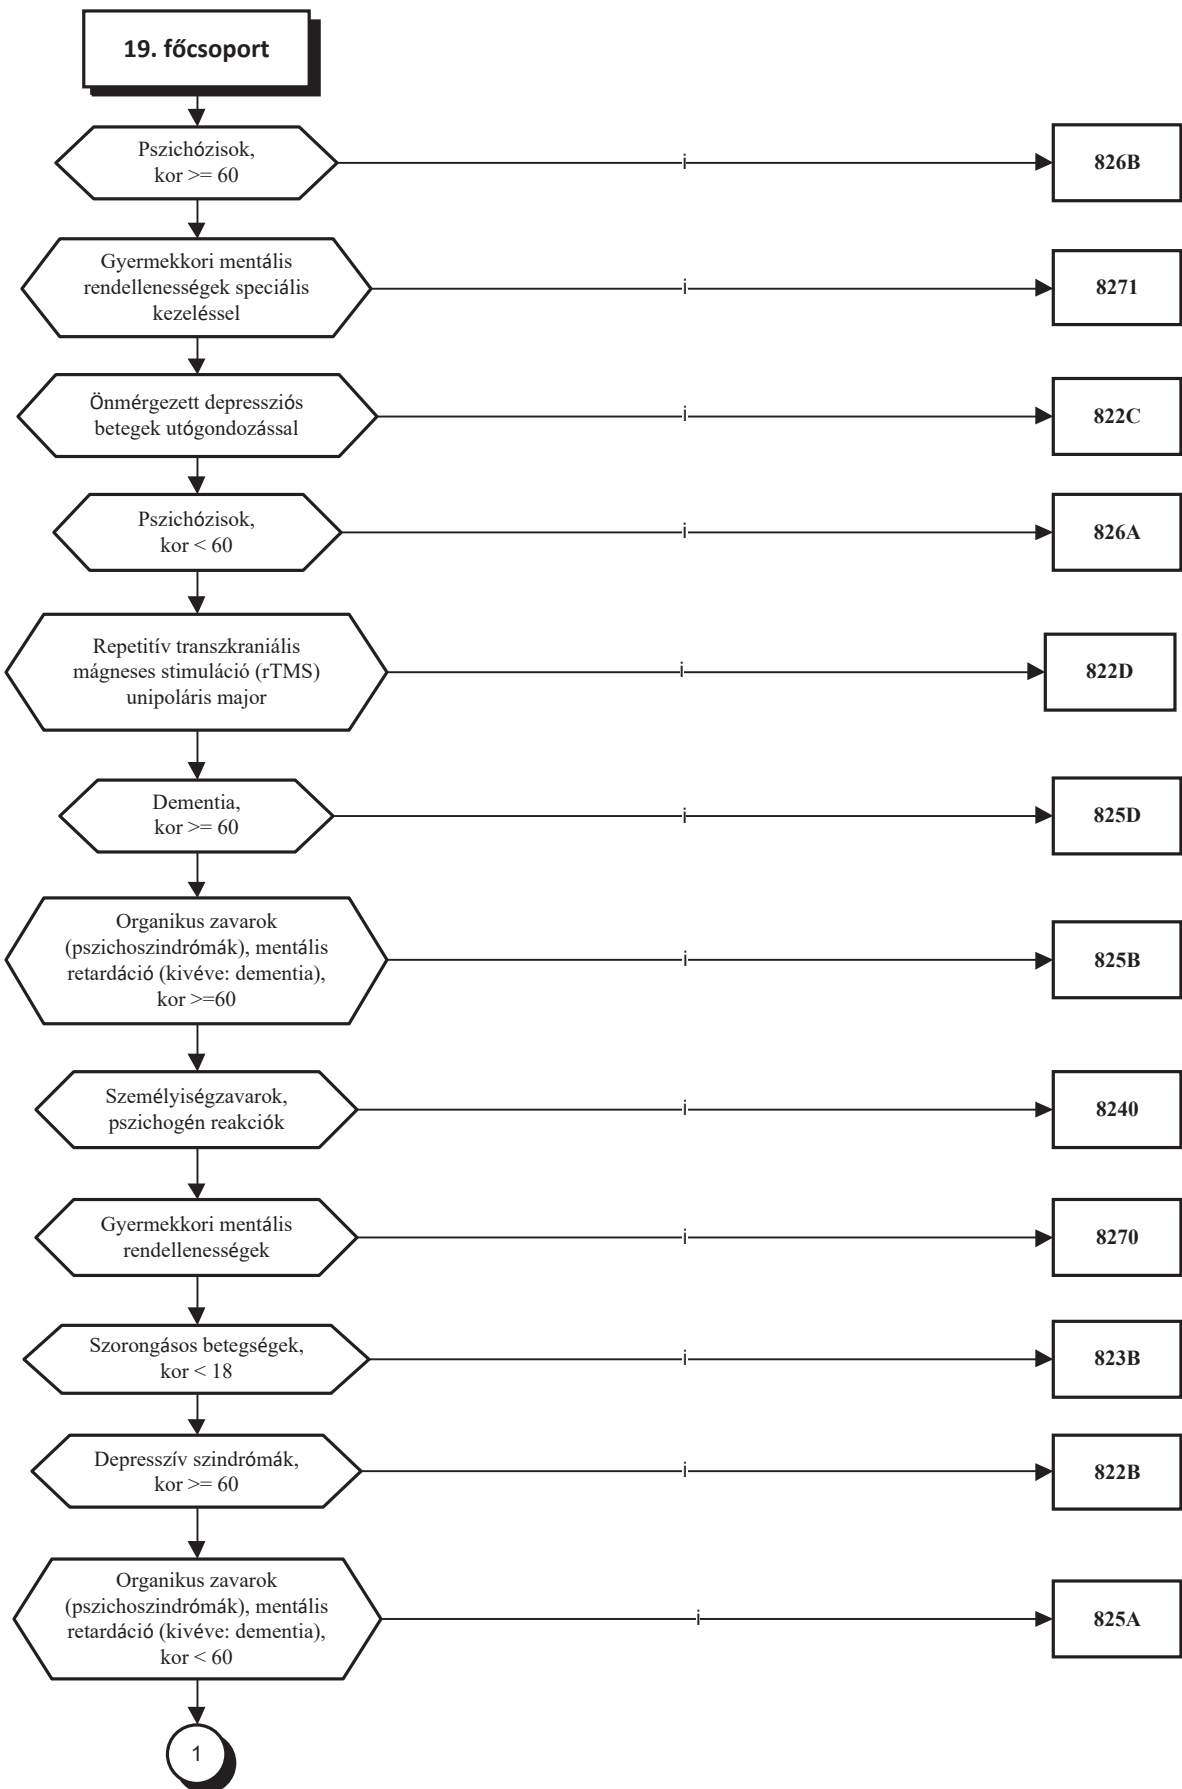 19. főcsoport
Pszichózisok,
kor >= 60
i
826B
Gyermekkori mentális
rendellenességek speciális
kezeléssel
i
8271
Önmérgezett depressziós
betegek utógondozással
i
822C
Pszichózisok,
kor < 60
i
826A
Repetitív transzkraniális
mágneses stimuláció (rTMS)
unipoláris major
i
822D
Dementia,
kor >= 60
i
825D
Organikus zavarok
(pszichoszindrómák), mentális
retardáció (kivéve: dementia),
kor >=60
i
825B
Személyiségzavarok,
pszichogén reakciók
i
8240
Gyermekkori mentális
rendellenességek
i
8270
Szorongásos betegségek,
kor < 18
i
823B
Depresszív szindrómák,
kor >= 60
i
822B
Organikus zavarok
(pszichoszindrómák), mentális
retardáció (kivéve: dementia),
kor < 60
i
825A
1